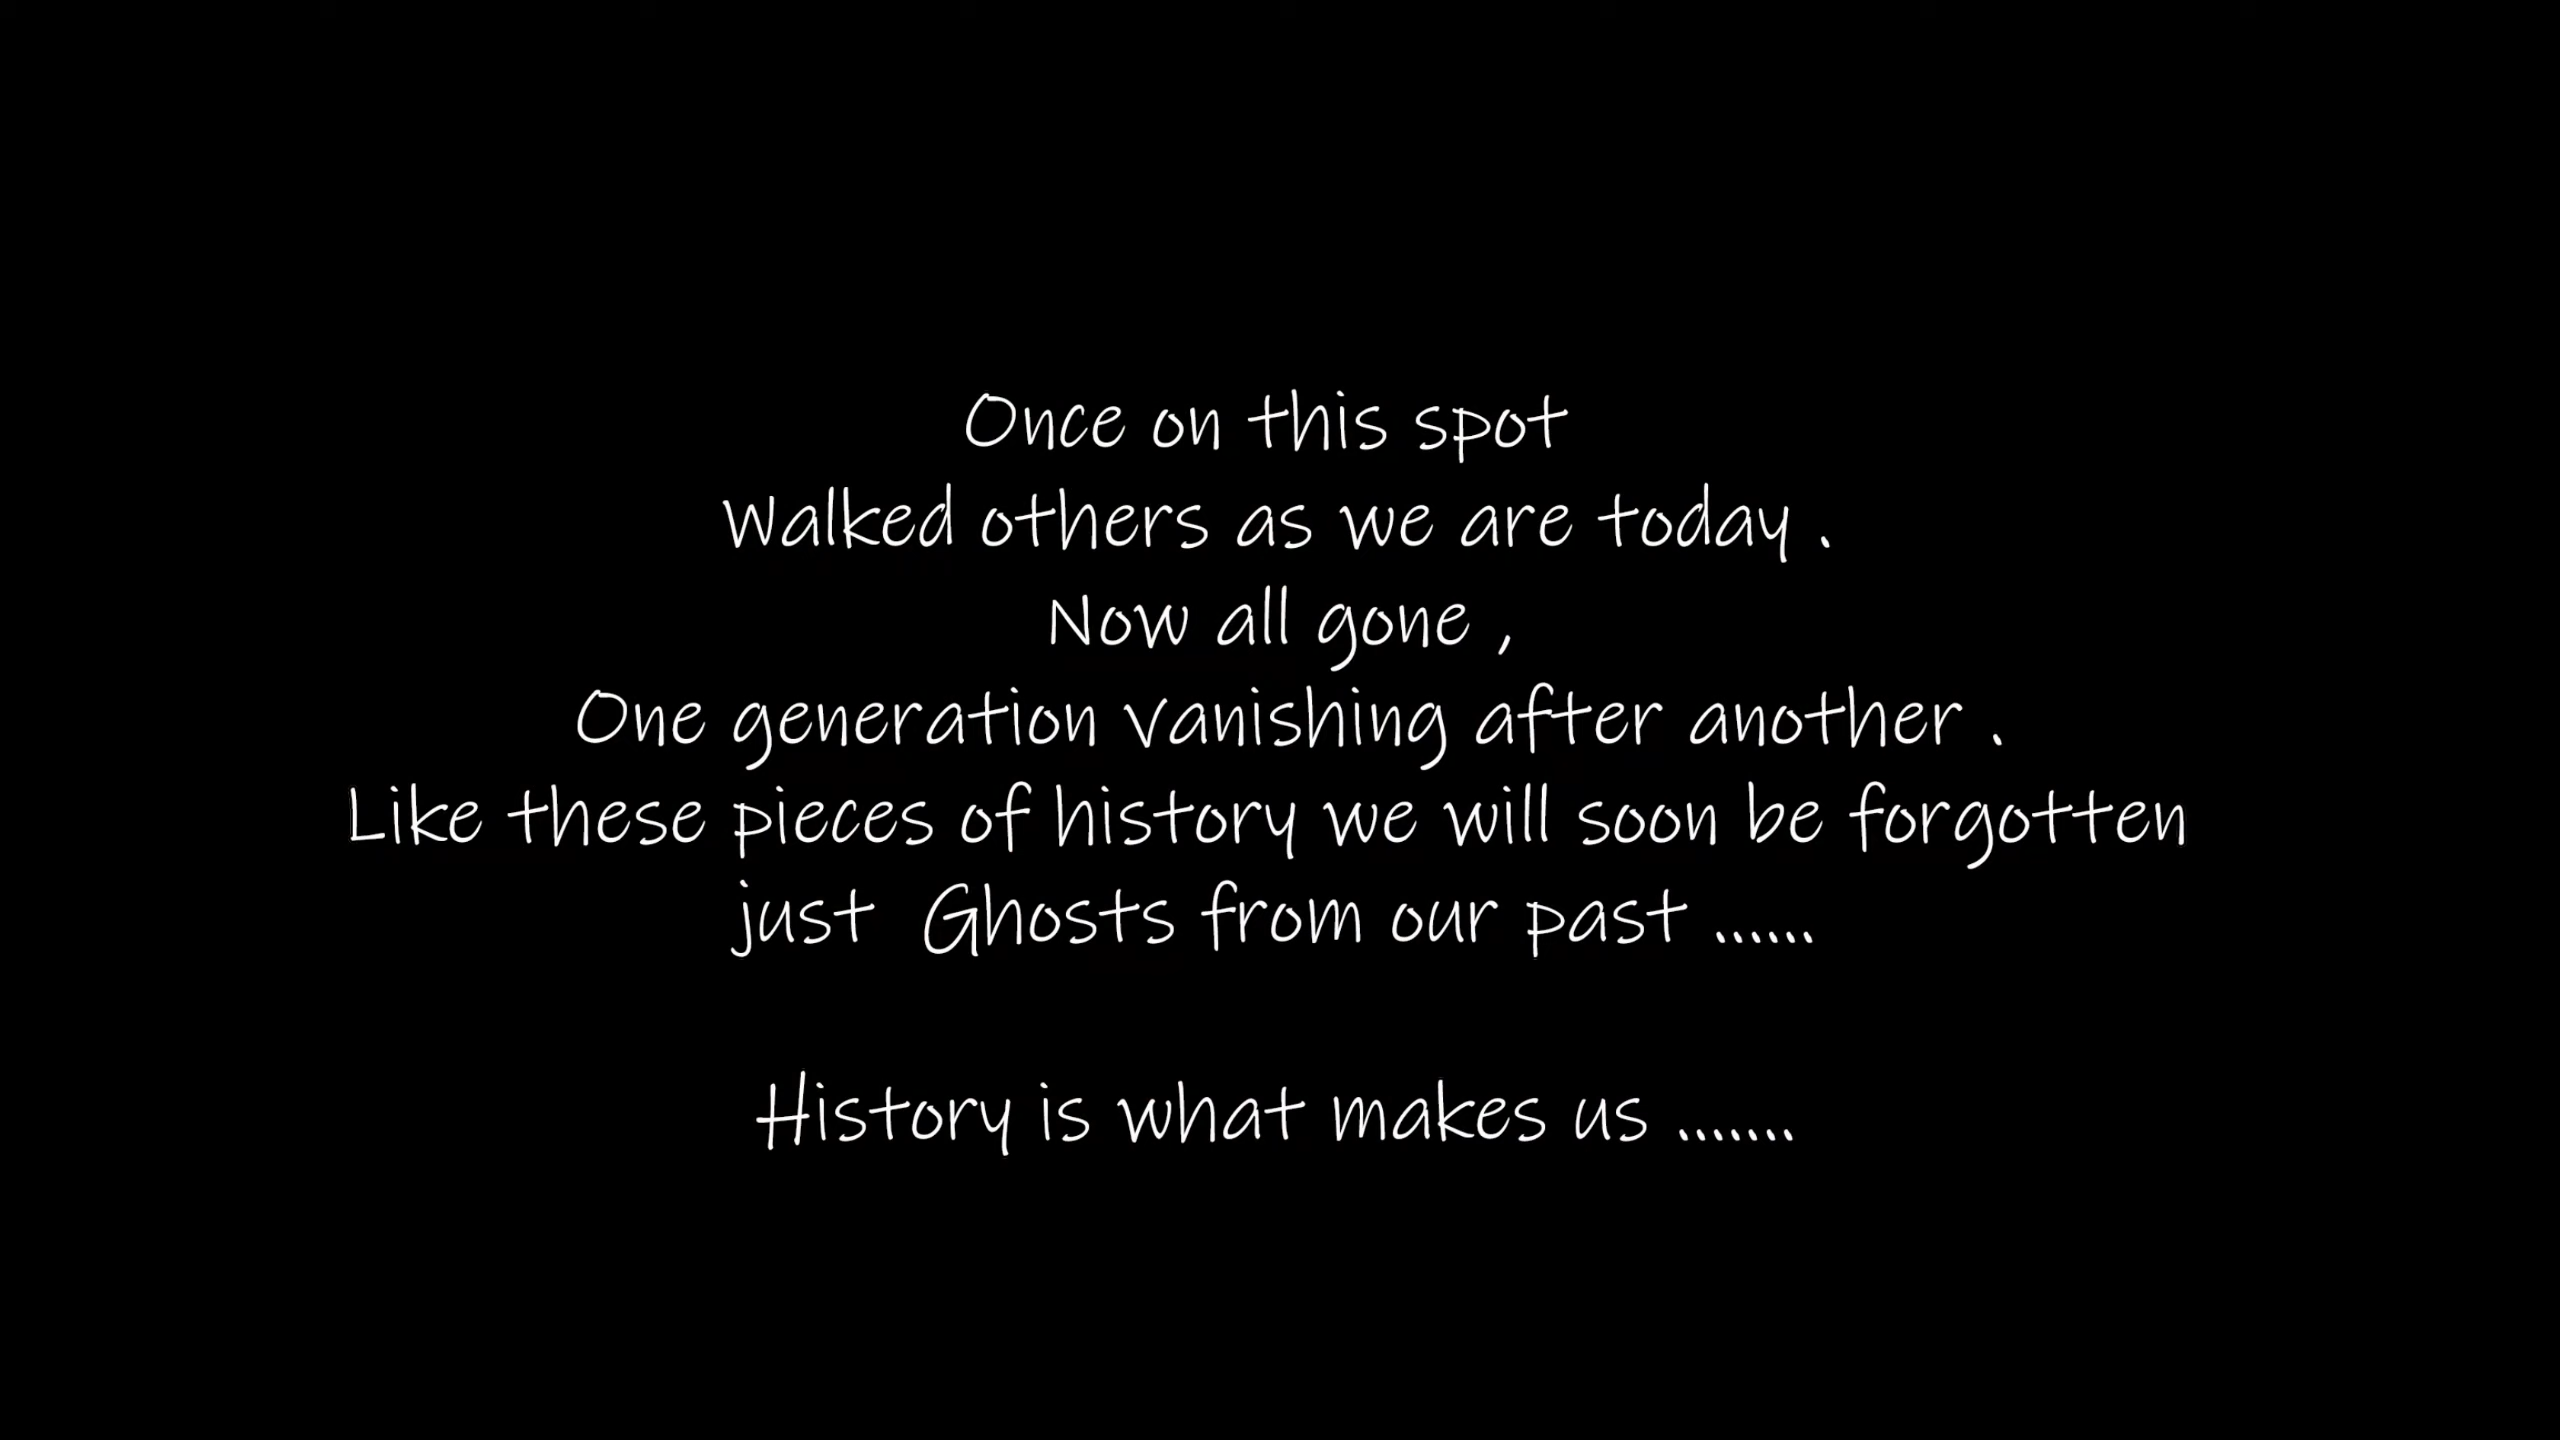 Once on this spot
Walked others as we are today .
Now all gone ,
One generation vanishing after another .
Like these pieces of history we will soon be forgotten
just  Ghosts from our past ......
History is what makes us .......